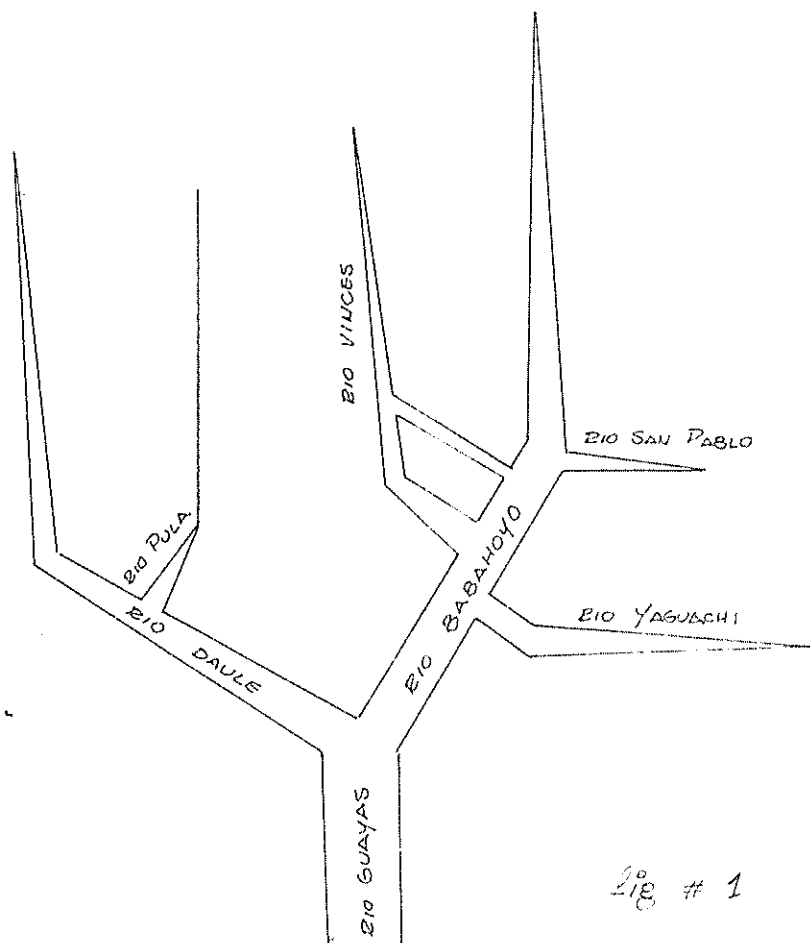 RIO VINCES
RIO SAN PABLO
RIO PULA
RIO BABAHOYO
RIO YAGUACHI
RIO DAULE
RIO GUAYAS
fig # 1